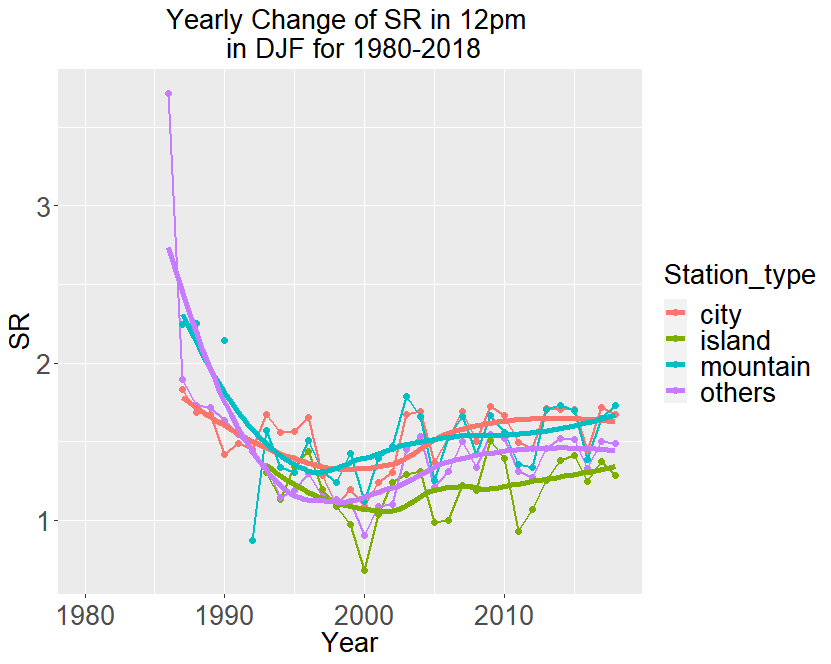 Yearly Change of SR in 12pm
in DJF for 1980-2018
SR
3
2
1
1980 1990 2000 2010
Year
Station_type
city
island
mountain
others